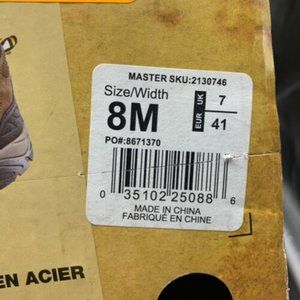 MASTER SKU:2130746
Size/Width
8M
UK 7
EUR 41
PO#:8671370
0 35102 25088 6
MADE IN CHINA
FABRIQUÉ EN CHINE
EN ACIER